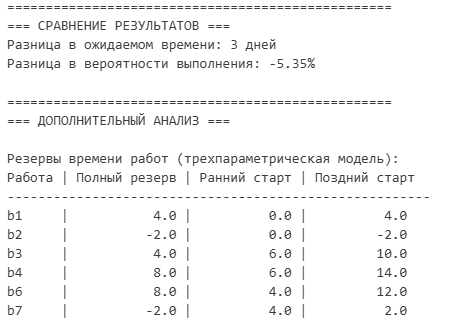 ==================================================
=== СРАВНЕНИЕ РЕЗУЛЬТАТОВ ===
Разница в ожидаемом времени: 3 дней
Разница в вероятности выполнения: -5.35%
==================================================
=== ДОПОЛНИТЕЛЬНЫЙ АНАЛИЗ ===
Резервы времени работ (трехпараметрическая модель):
Работа | Полный резерв | Ранний старт | Поздний старт
-------------------------------------------------------
b1     |           4.0 |          0.0 |          4.0
b2     |          -2.0 |          0.0 |         -2.0
b3     |           4.0 |          6.0 |         10.0
b4     |           8.0 |          6.0 |         14.0
b6     |           8.0 |          4.0 |         12.0
b7     |          -2.0 |          4.0 |          2.0